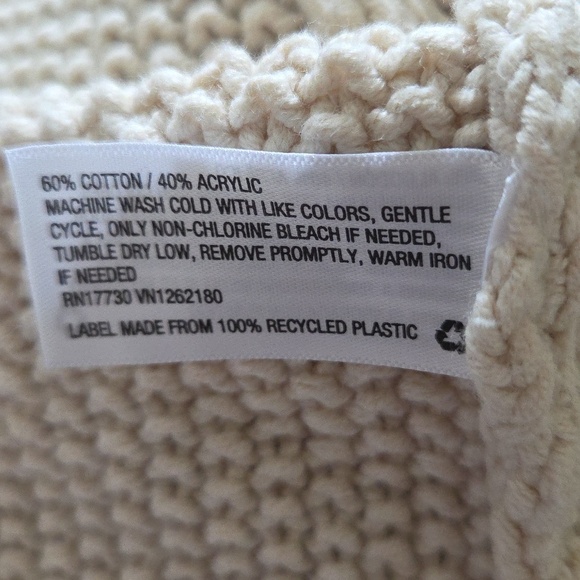 60% COTTON / 40% ACRYLIC
MACHINE WASH COLD WITH LIKE COLORS, GENTLE
CYCLE, ONLY NON-CHLORINE BLEACH IF NEEDED,
TUMBLE DRY LOW, REMOVE PROMPTLY, WARM IRON
IF NEEDED
RN17730 VN1262180
LABEL MADE FROM 100% RECYCLED PLASTIC